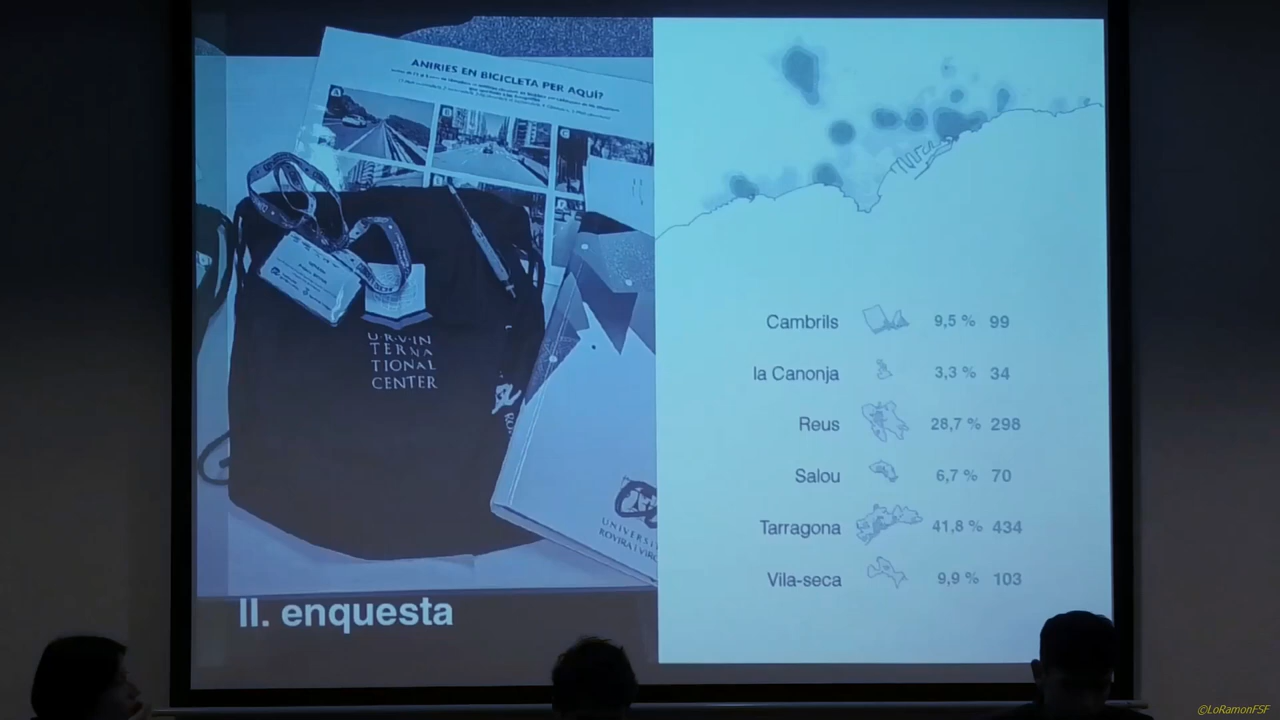 ANIRIES EN BICICLETA PER AQUÍ?
A
B
C
U·R·V·IN
TERNA
TIONAL
CENTER
UNIVERSI
ROVIRA I VIR
II. enquesta
Cambrils 9,5 % 99
la Canonja 3,3 % 34
Reus 28,7 % 298
Salou 6,7 % 70
Tarragona 41,8 % 434
Vila-seca 9,9 % 103
©LoRamonFSF